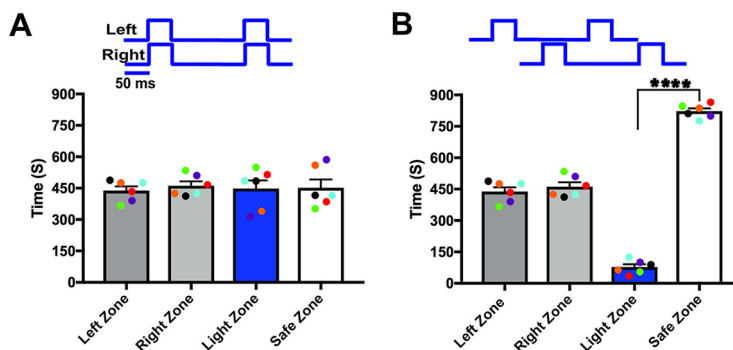 A
Left
Right
50 ms
Time (S)
900
750
600
450
300
150
0
Left Zone
Right Zone
Light Zone
Safe Zone
B
****
Time (S)
900
750
600
450
300
150
0
Left Zone
Right Zone
Light Zone
Safe Zone